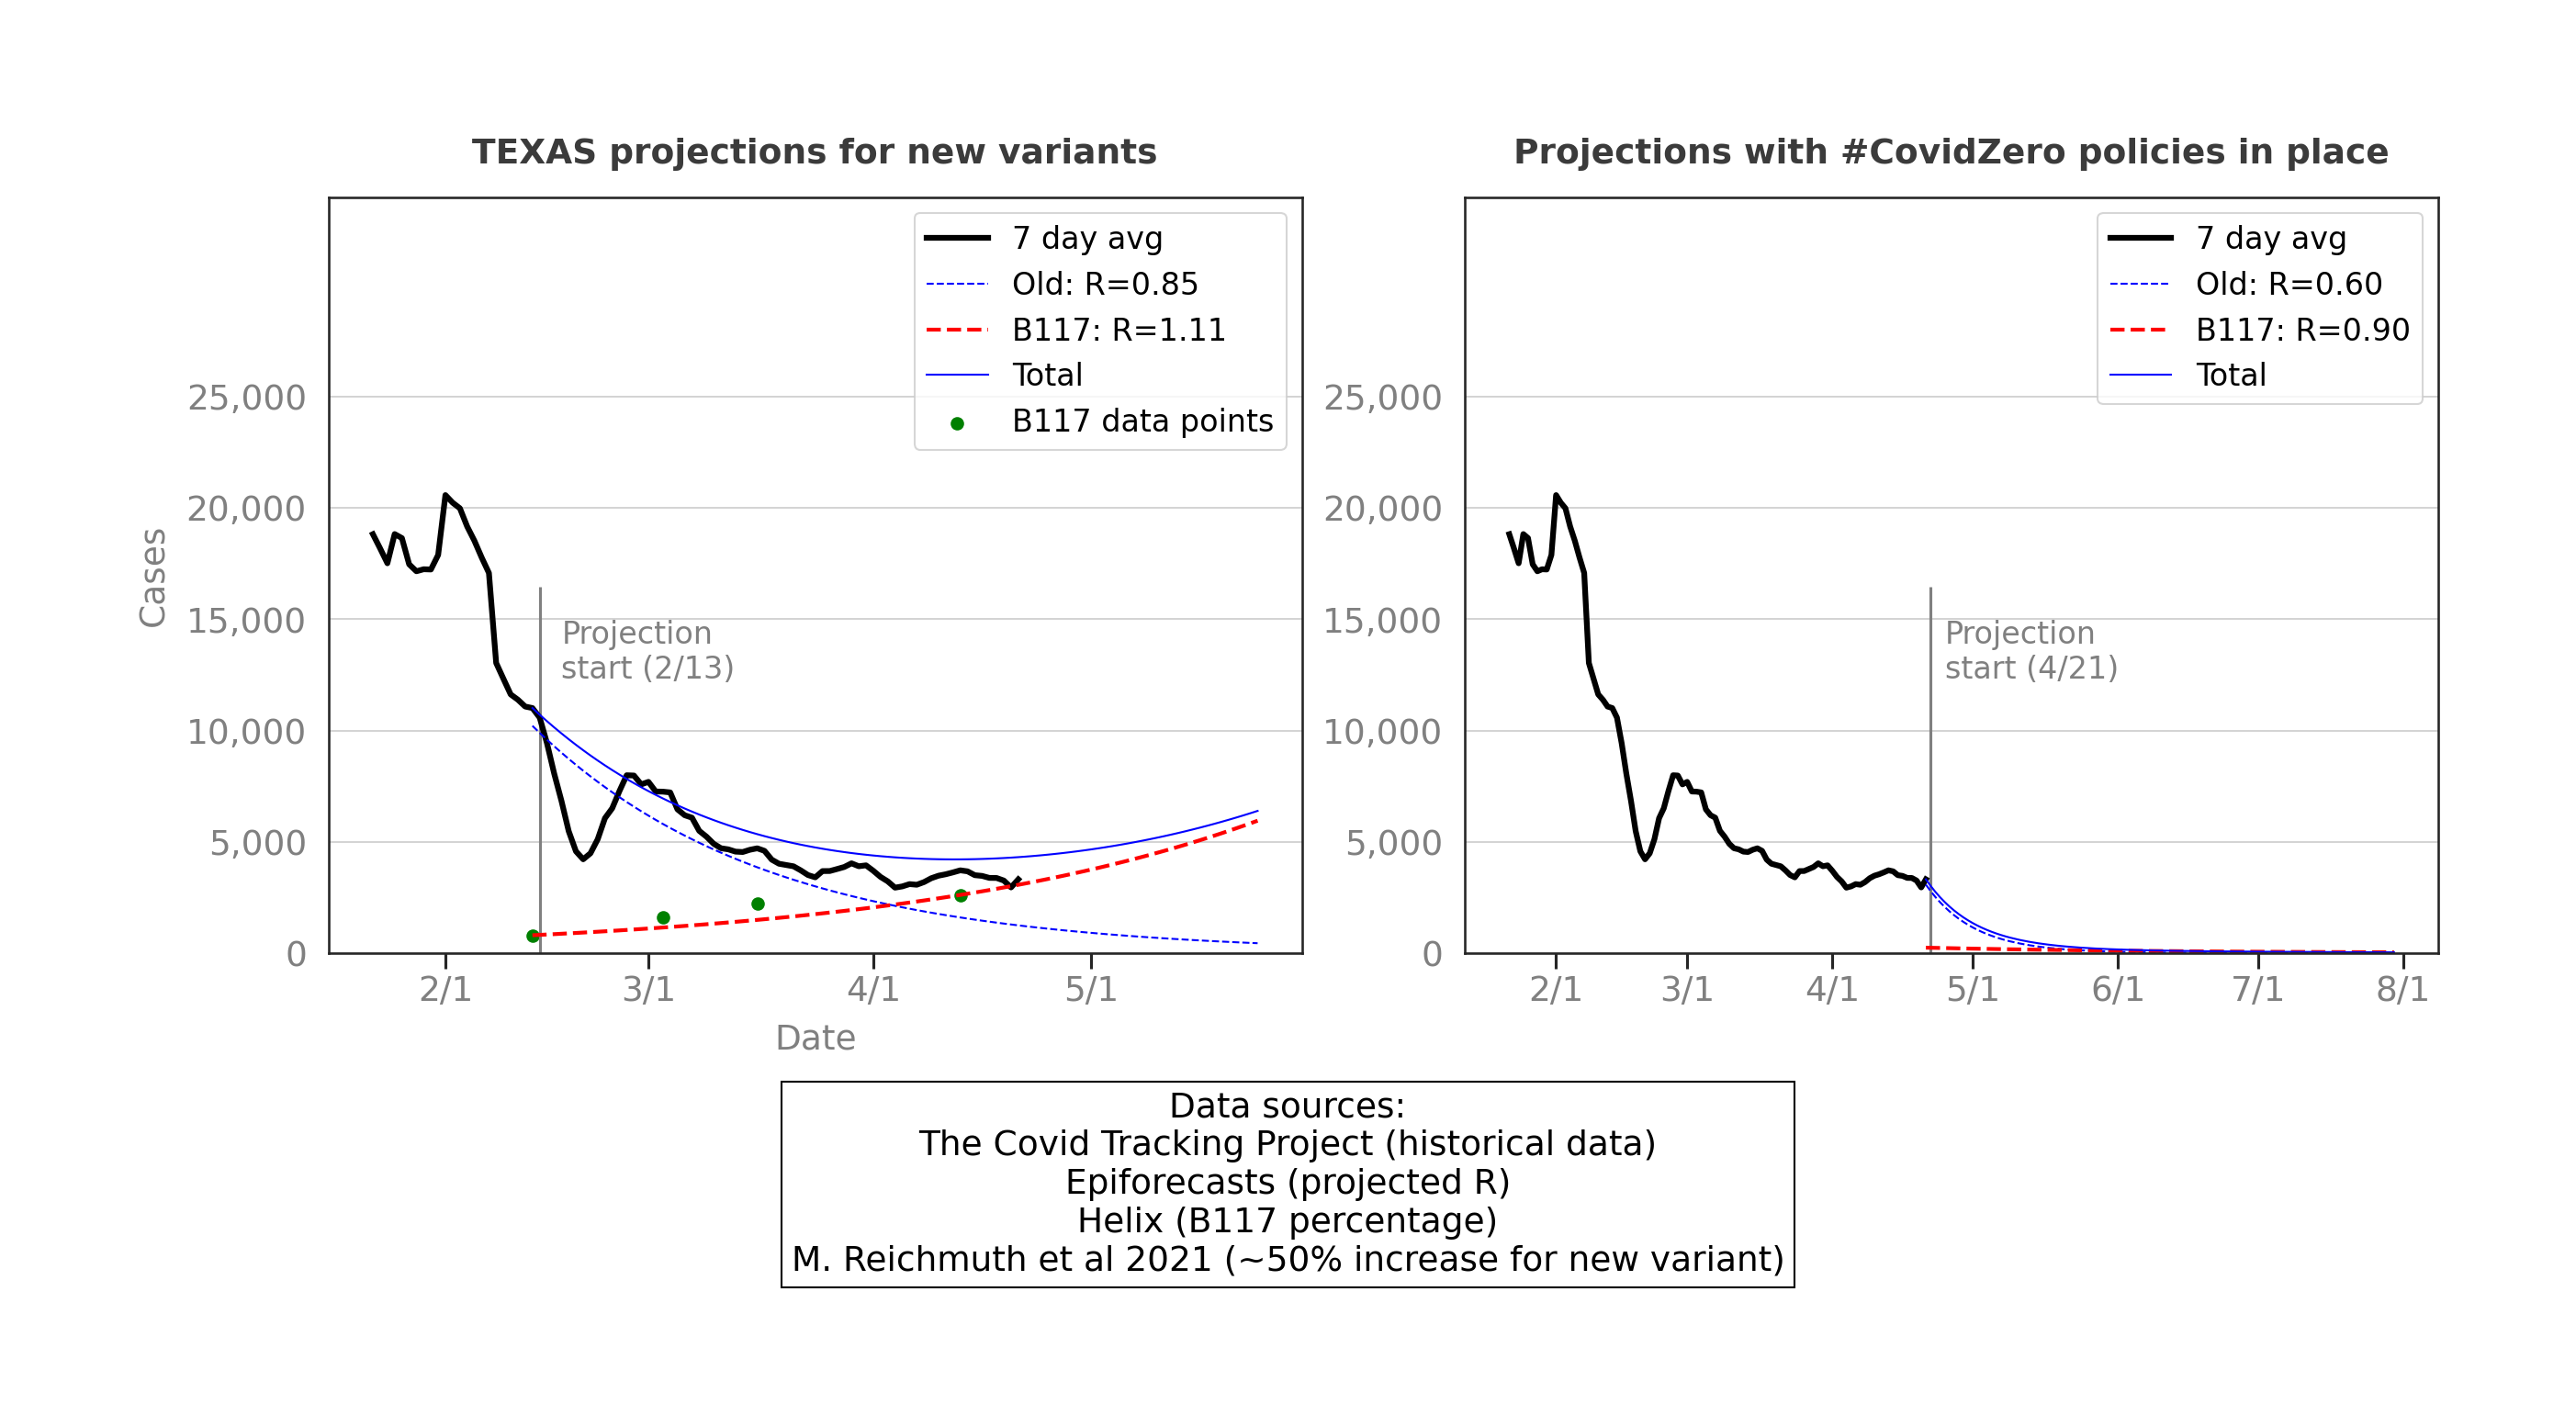 TEXAS projections for new variants
7 day avg
Old: R=0.85
B117: R=1.11
Total
B117 data points
25,000
20,000
15,000
10,000
5,000
0
Cases
Projection
start (2/13)
2/1
3/1
4/1
5/1
Date
Projections with #CovidZero policies in place
7 day avg
Old: R=0.60
B117: R=0.90
Total
25,000
20,000
15,000
10,000
5,000
0
Projection
start (4/21)
2/1
3/1
4/1
5/1
6/1
7/1
8/1
Data sources:
The Covid Tracking Project (historical data)
Epiforecasts (projected R)
Helix (B117 percentage)
M. Reichmuth et al 2021 (~50% increase for new variant)